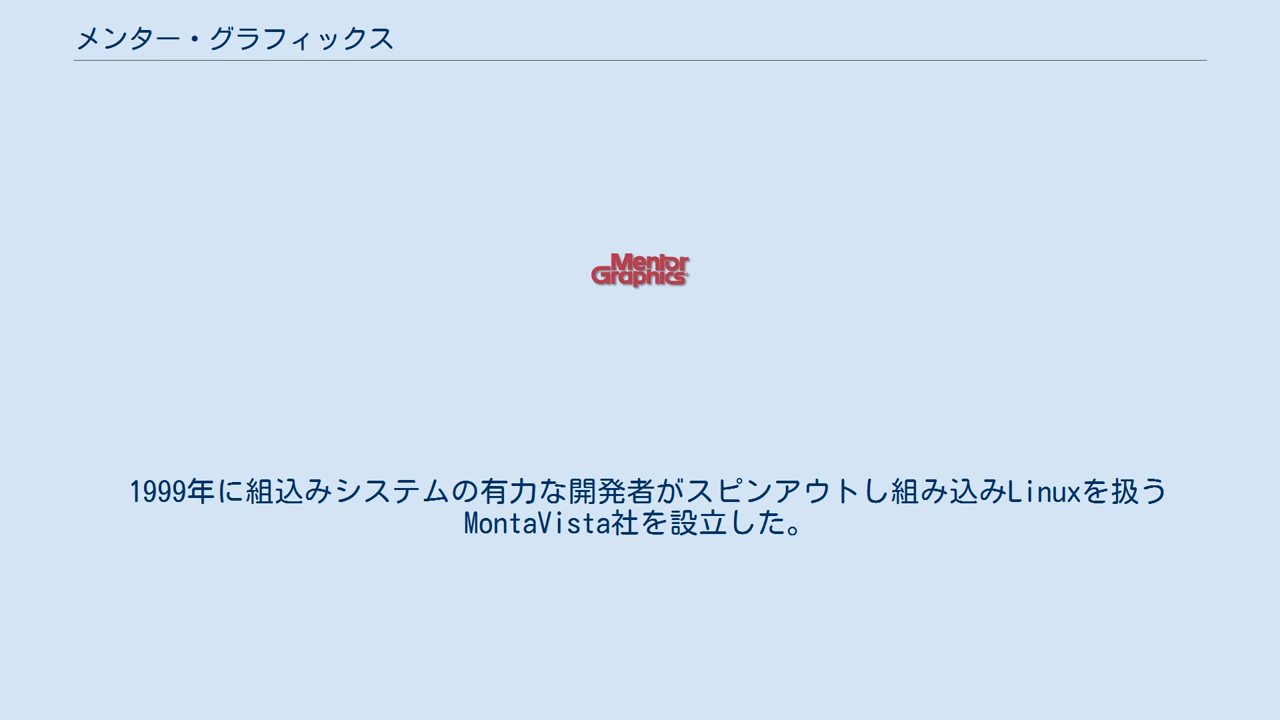 メンター・グラフィックス
Mentor
Graphics
1999年に組込みシステムの有力な開発者がスピンアウトし組み込みLinuxを扱う
MontaVista社を設立した。